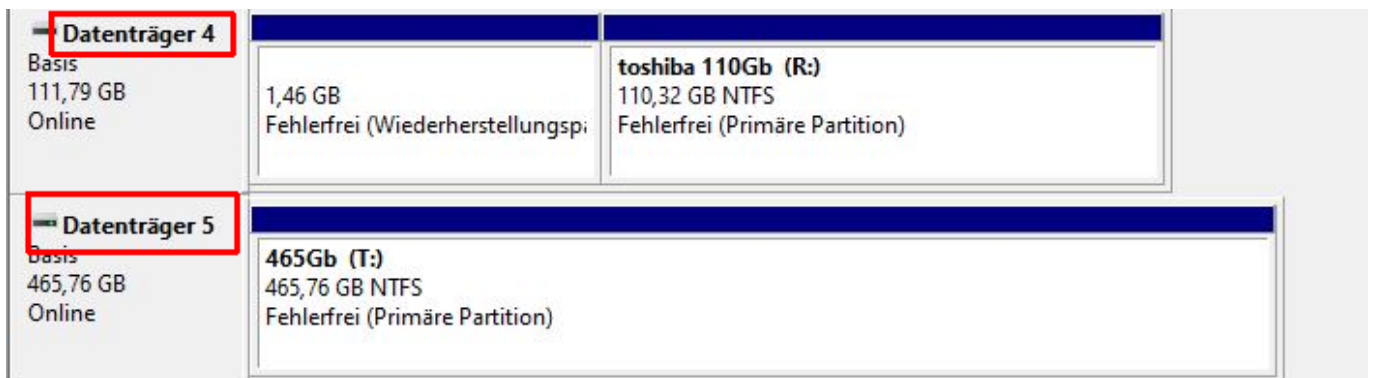 Datenträger 4
Basis
111,79 GB
Online
1,46 GB
Fehlerfrei (Wiederherstellungspa
toshiba 110Gb (R:)
110,32 GB NTFS
Fehlerfrei (Primäre Partition)
Datenträger 5
Basis
465,76 GB
Online
465Gb (T:)
465,76 GB NTFS
Fehlerfrei (Primäre Partition)